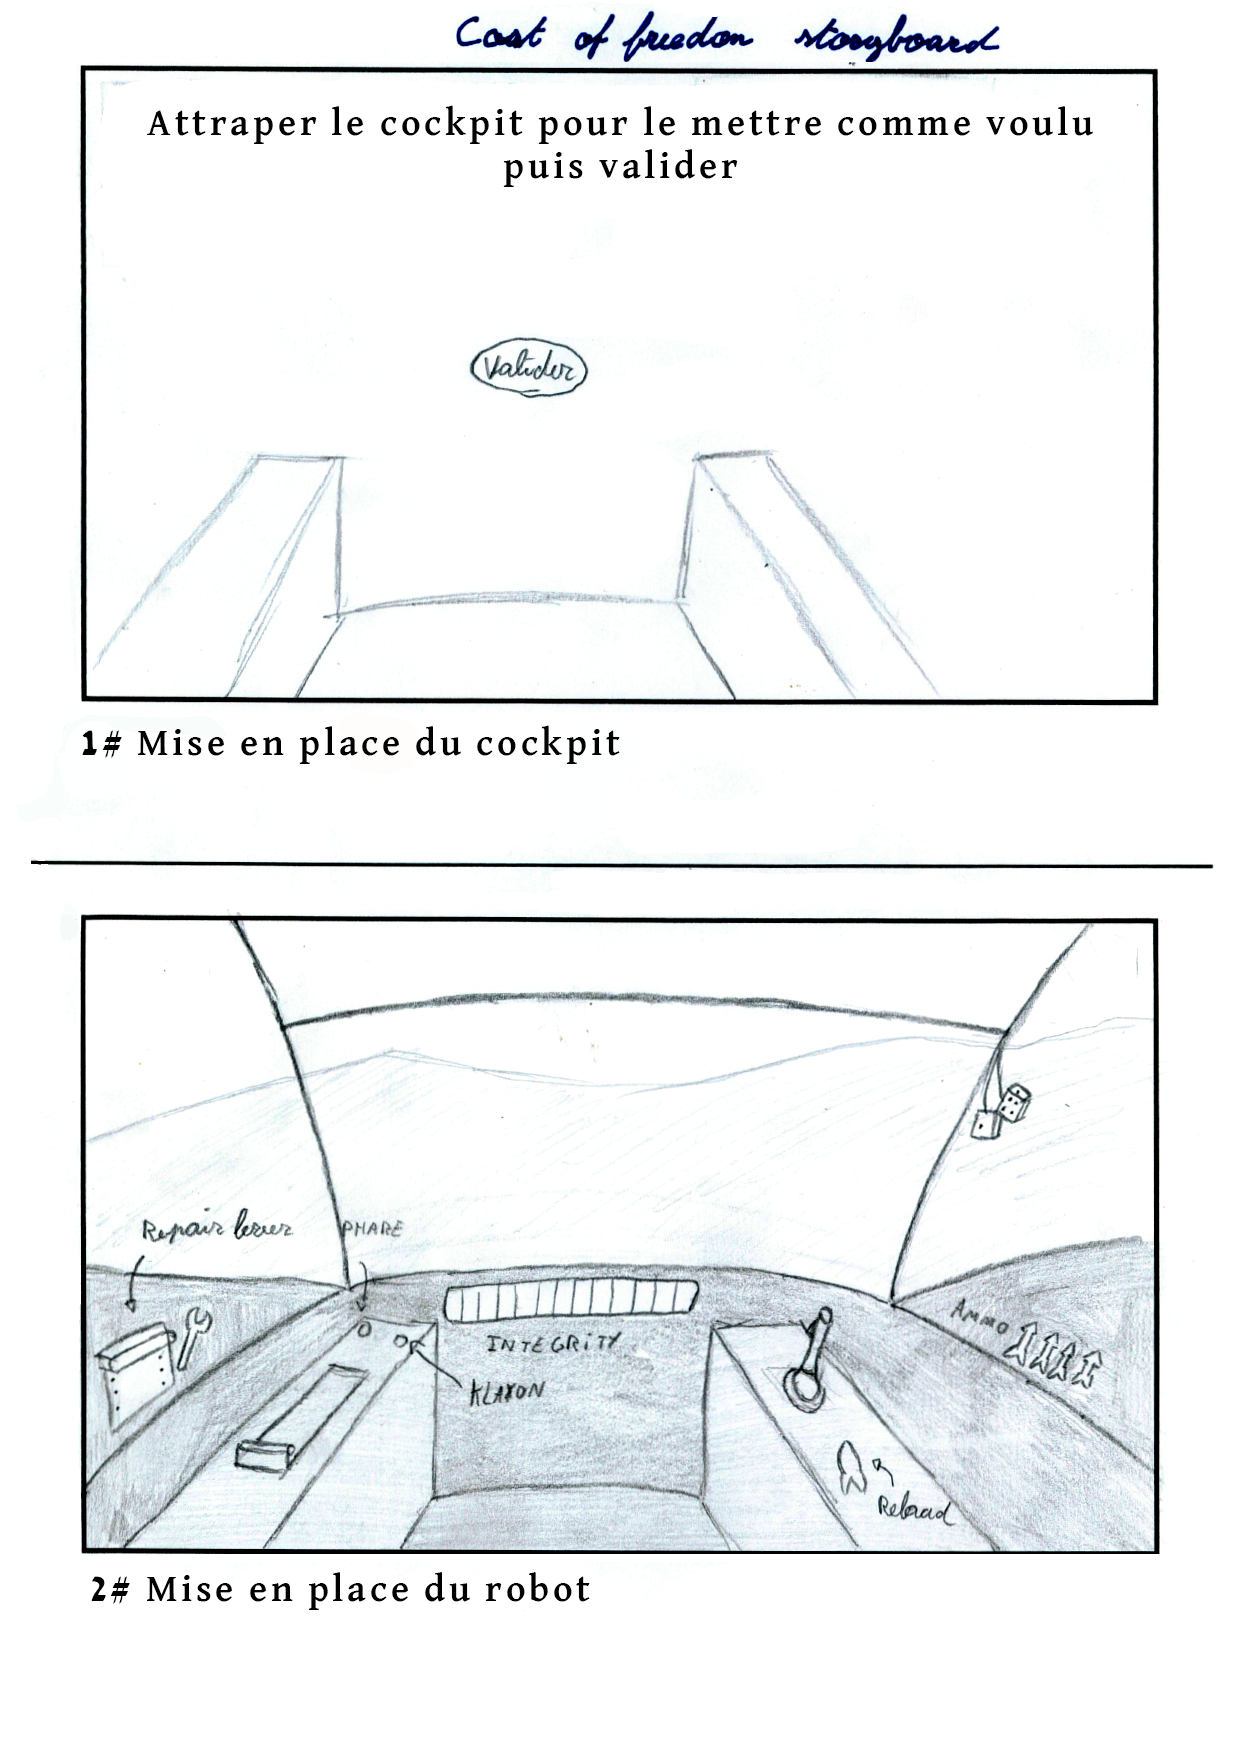 Cost of freedom storyboard
Attraper le cockpit pour le mettre comme voulu
puis valider
Valider
1# Mise en place du cockpit
Repair lever
PHARE
AMMO
INTEGRITY
KLAXON
Reload
2# Mise en place du robot